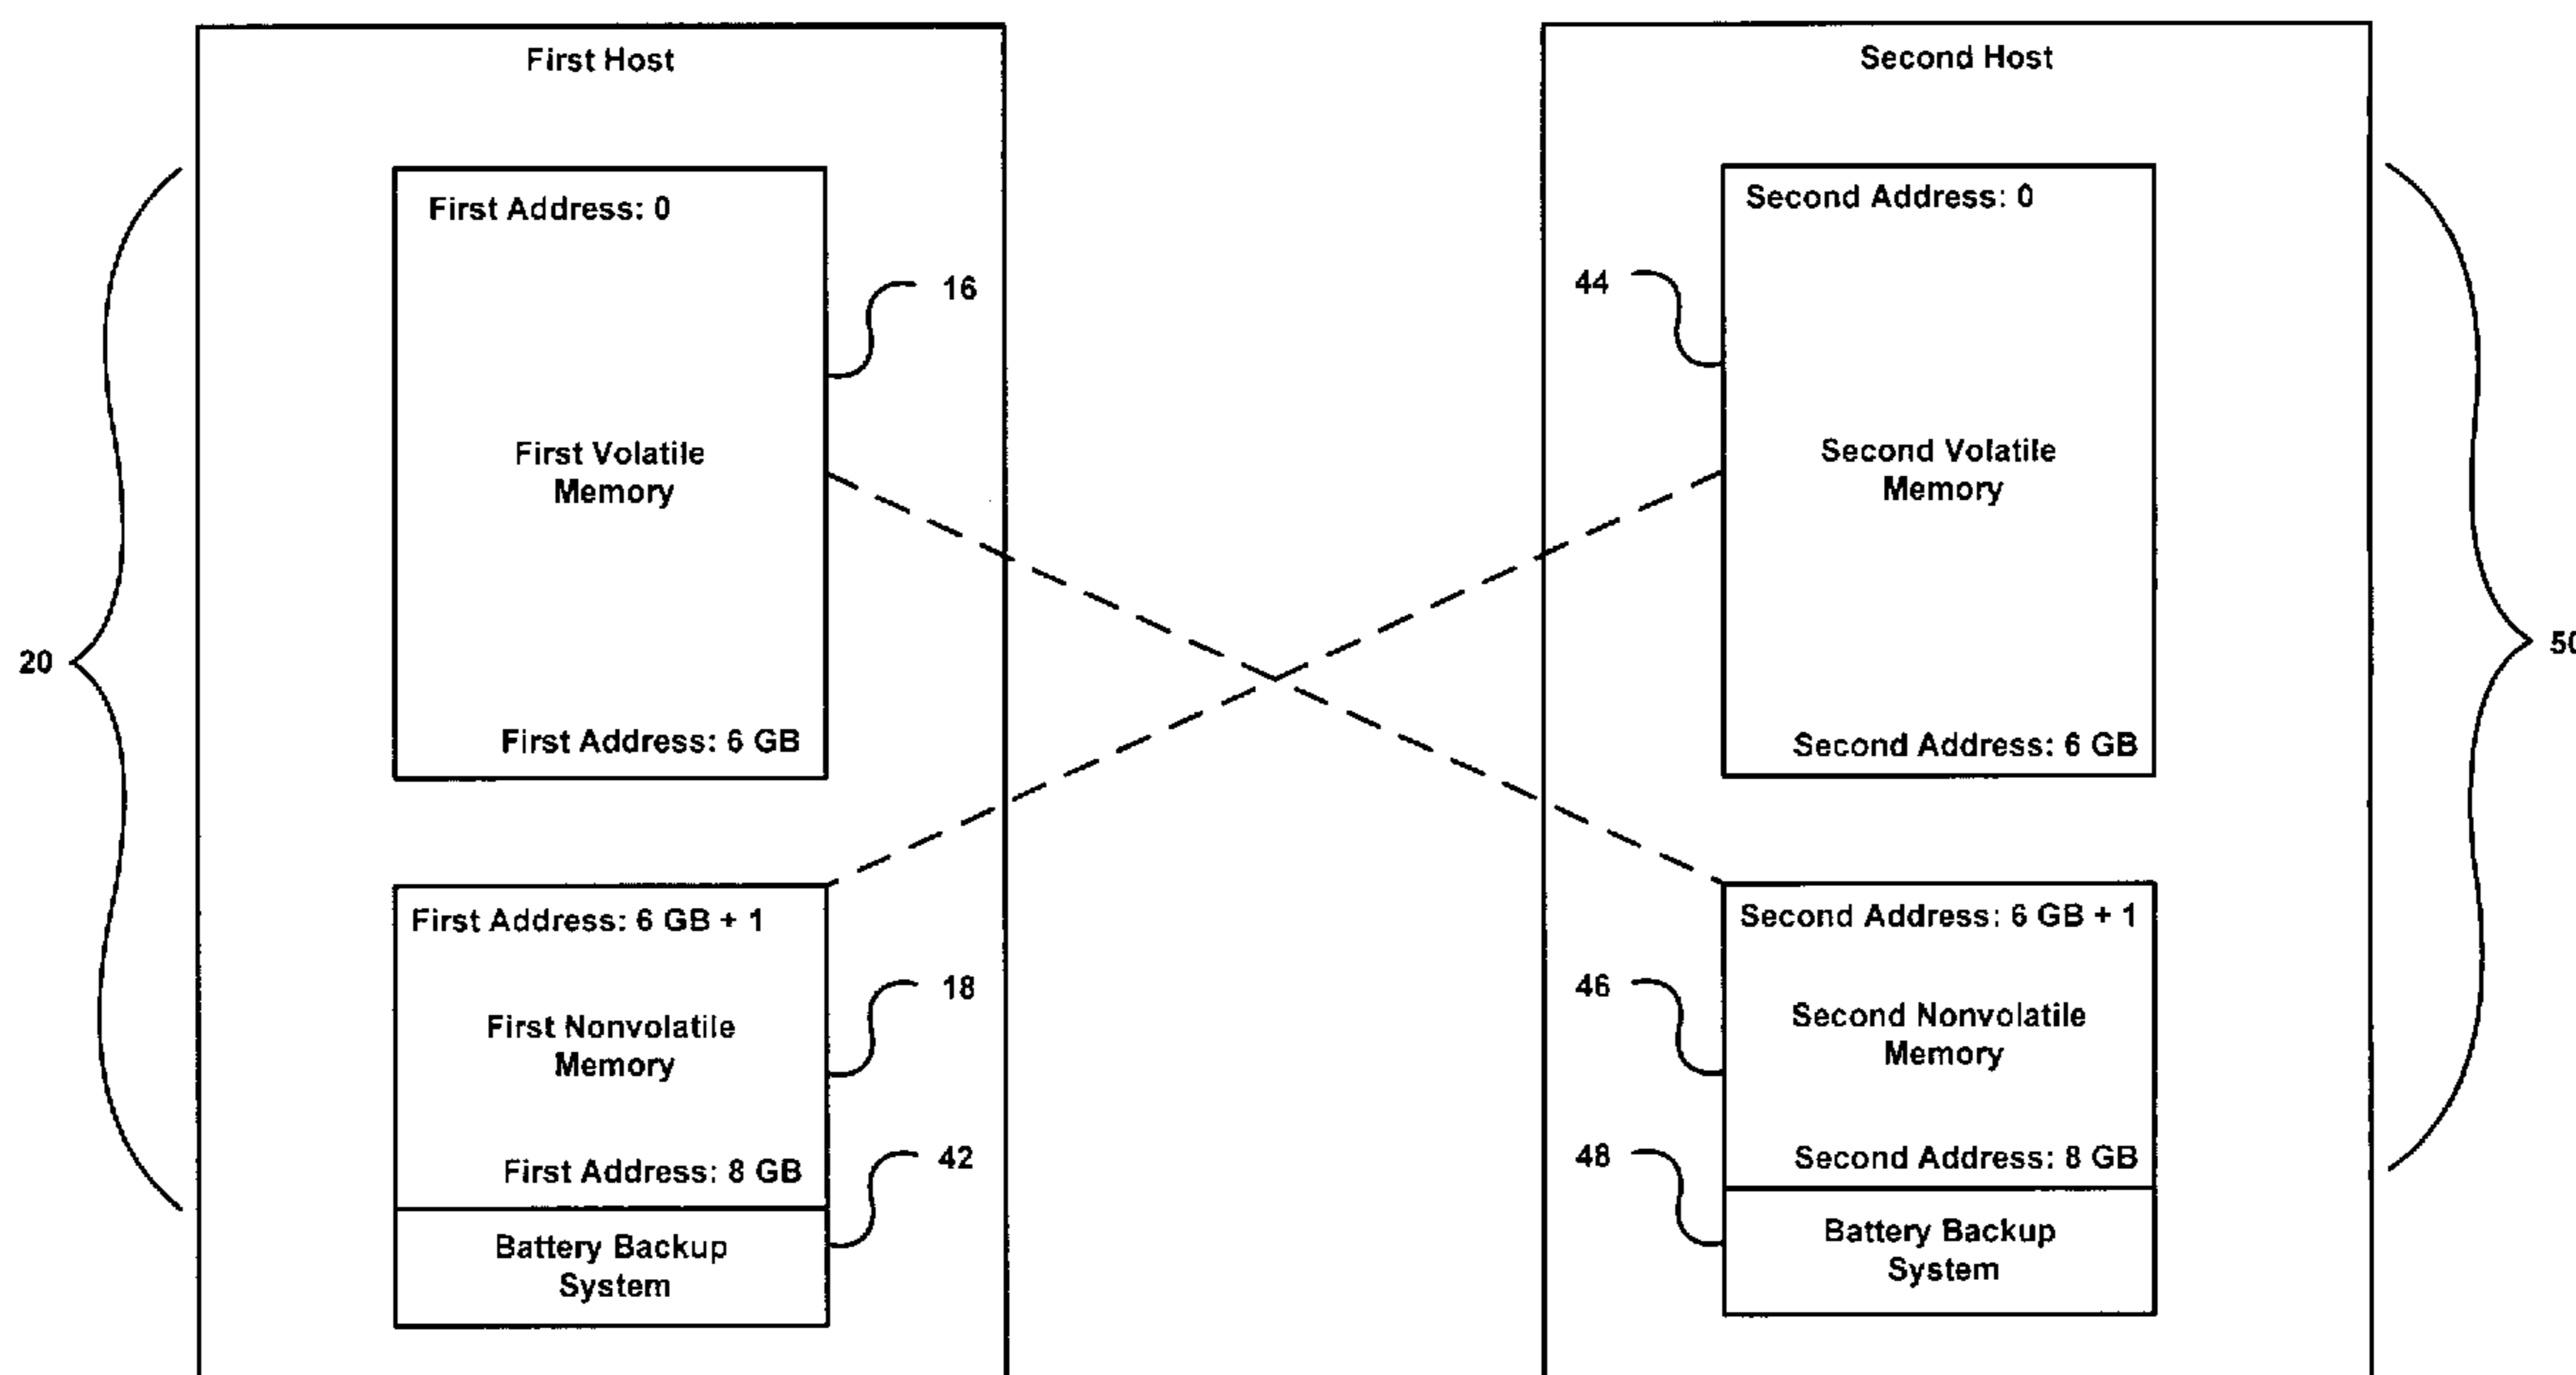 First Host
First Address: 0
16
First Volatile
Memory
First Address: 6 GB
20
First Address: 6 GB + 1
18
First Nonvolatile
Memory
First Address: 8 GB
42
Battery Backup
System
Second Host
Second Address: 0
44
Second Volatile
Memory
Second Address: 6 GB
50
Second Address: 6 GB + 1
46
Second Nonvolatile
Memory
Second Address: 8 GB
48
Battery Backup
System